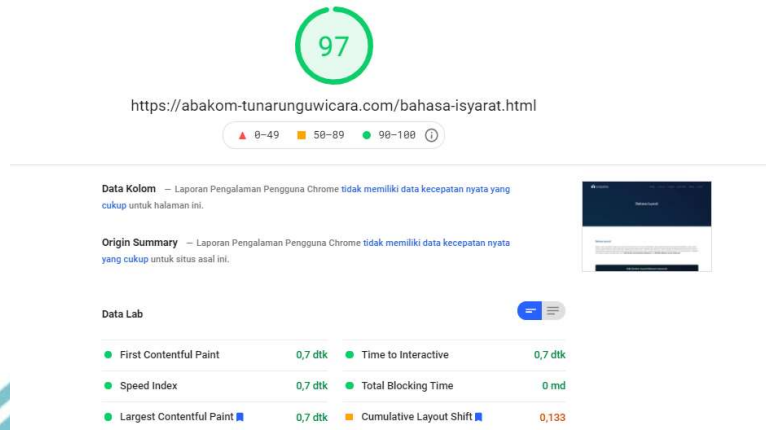 97
https://abakom-tunarunguwicara.com/bahasa-isyarat.html
0–49 50–89 90–100
Data Kolom — Laporan Pengalaman Pengguna Chrome tidak memiliki data kecepatan nyata yang
cukup untuk halaman ini.
Origin Summary — Laporan Pengalaman Pengguna Chrome tidak memiliki data kecepatan nyata
yang cukup untuk situs asal ini.
Data Lab
First Contentful Paint 0,7 dtk Time to Interactive 0,7 dtk
Speed Index 0,7 dtk Total Blocking Time 0 md
Largest Contentful Paint 0,7 dtk Cumulative Layout Shift 0,133